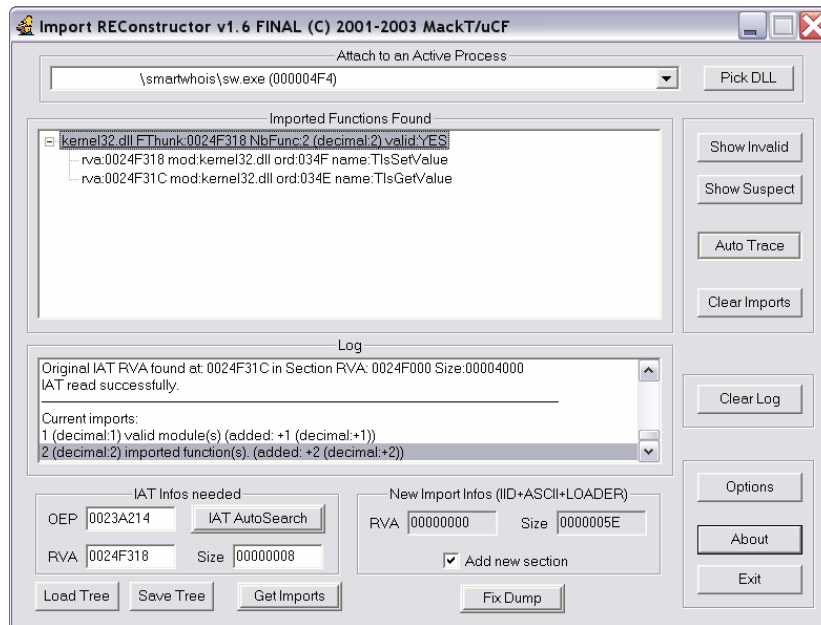 Import REConstructor v1.6 FINAL (C) 2001-2003 MackT/uCF
Attach to an Active Process
\smartwhois\sw.exe (000004F4)
Pick DLL
Imported Functions Found
kernel32.dll FThunk:0024F318 NbFunc:2 (decimal:2) valid:YES
rva:0024F318 mod:kernel32.dll ord:034F name:TlsSetValue
rva:0024F31C mod:kernel32.dll ord:034E name:TlsGetValue
Show Invalid
Show Suspect
Auto Trace
Clear Imports
Log
Original IAT RVA found at: 0024F31C in Section RVA: 0024F000 Size:00004000
IAT read successfully.
Current imports:
1 (decimal:1) valid module(s) (added: +1 (decimal:+1))
2 (decimal:2) imported function(s). (added: +2 (decimal:+2))
Clear Log
IAT Infos needed
OEP 0023A214 IAT AutoSearch
RVA 0024F318 Size 00000008
New Import Infos (IID+ASCII+LOADER)
RVA 00000000 Size 0000005E
Add new section
Options
About
Exit
Load Tree Save Tree Get Imports Fix Dump